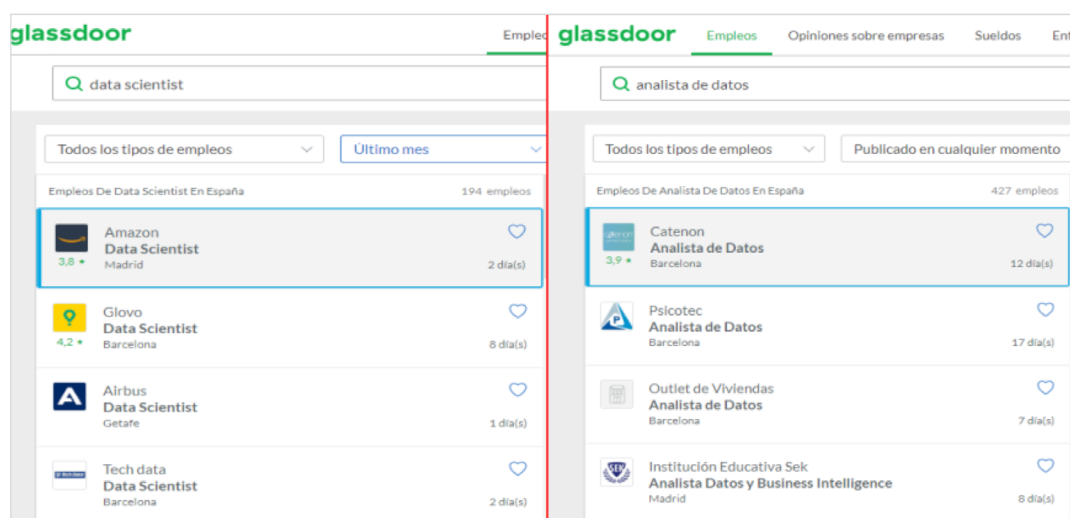 glassdoor
Emplec
data scientist
Todos los tipos de empleos
Último mes
Empleos De Data Scientist En España
194 empleos
Amazon
Data Scientist
3,8 ★
Madrid
2 día(s)
Glovo
Data Scientist
4,2 ★
Barcelona
8 día(s)
Airbus
Data Scientist
Getafe
1 día(s)
Tech data
Data Scientist
Barcelona
2 día(s)
glassdoor
Empleos
Opiniones sobre empresas
Sueldos
Ent
analista de datos
Todos los tipos de empleos
Publicado en cualquier momento
Empleos De Analista De Datos En España
427 empleos
Catenon
Analista de Datos
3,9 ★
Barcelona
12 día(s)
Psicotec
Analista de Datos
Barcelona
17 día(s)
Outlet de Viviendas
Analista de Datos
Barcelona
7 día(s)
SEK
Institución Educativa Sek
Analista Datos y Business Intelligence
Madrid
8 día(s)